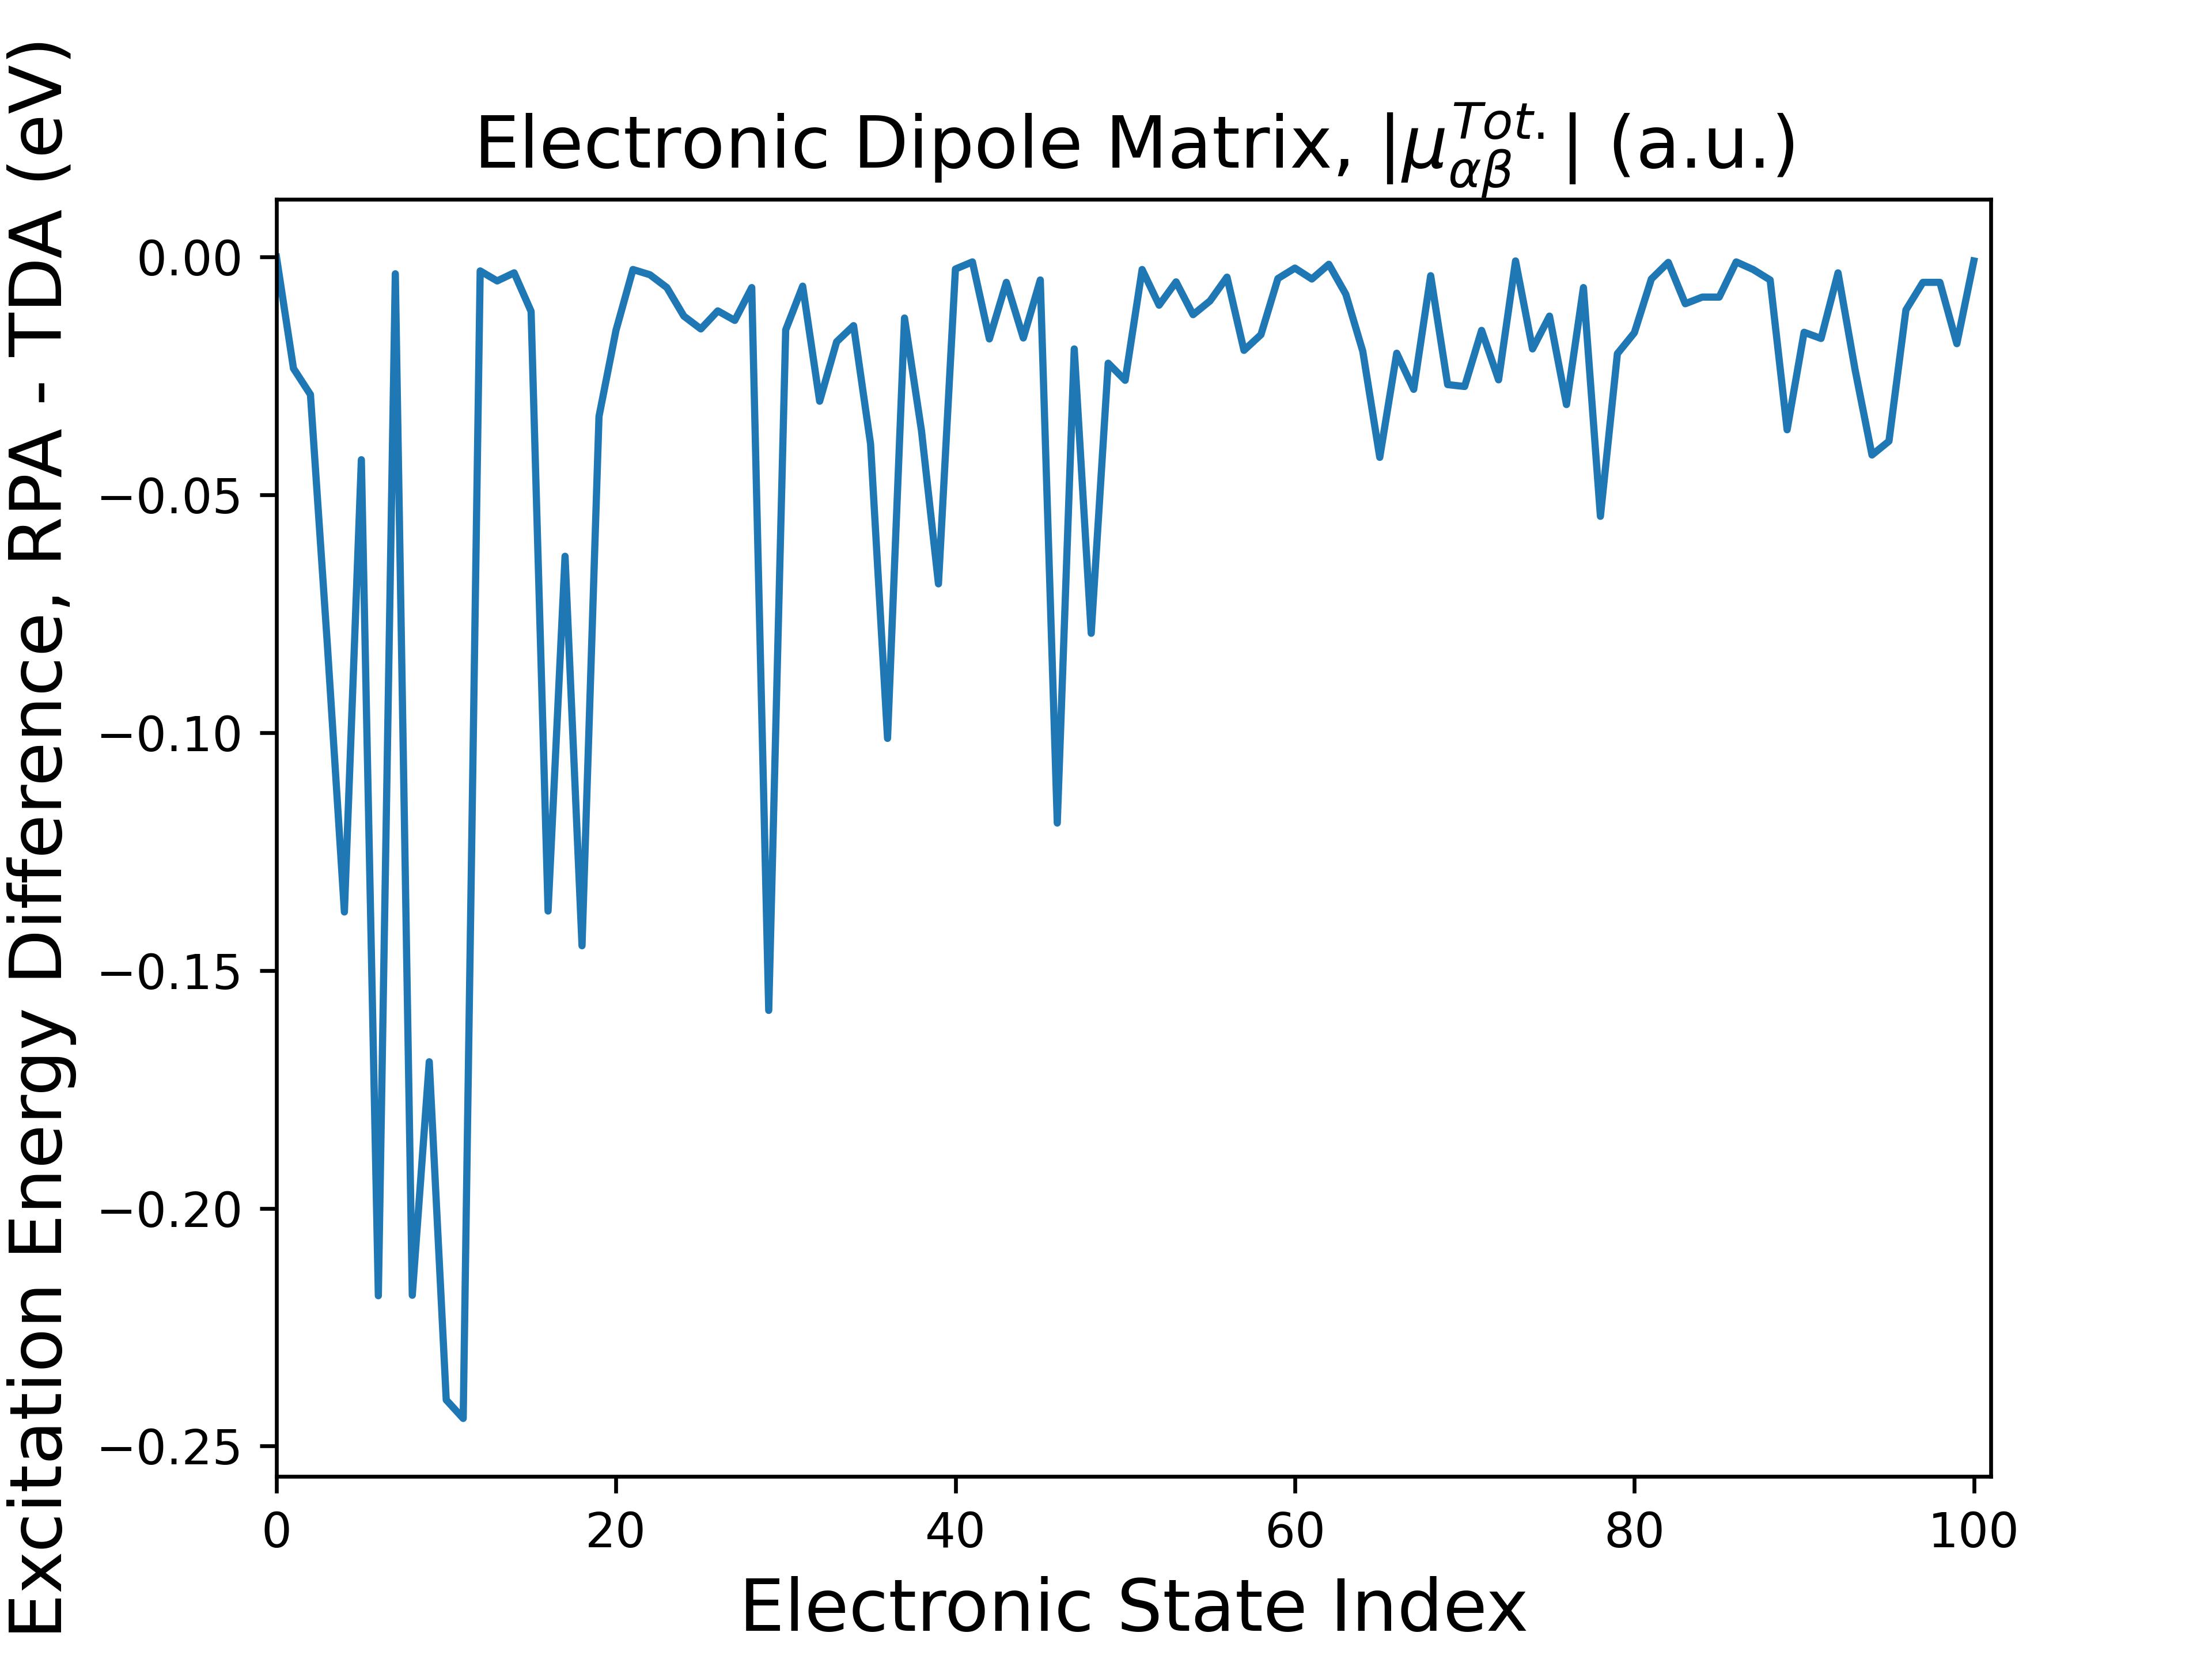 Electronic Dipole Matrix, |μ_{αβ}^{Tot.}| (a.u.)
Excitation Energy Difference, RPA - TDA (eV)
0.00
−0.05
−0.10
−0.15
−0.20
−0.25
0 20 40 60 80 100
Electronic State Index